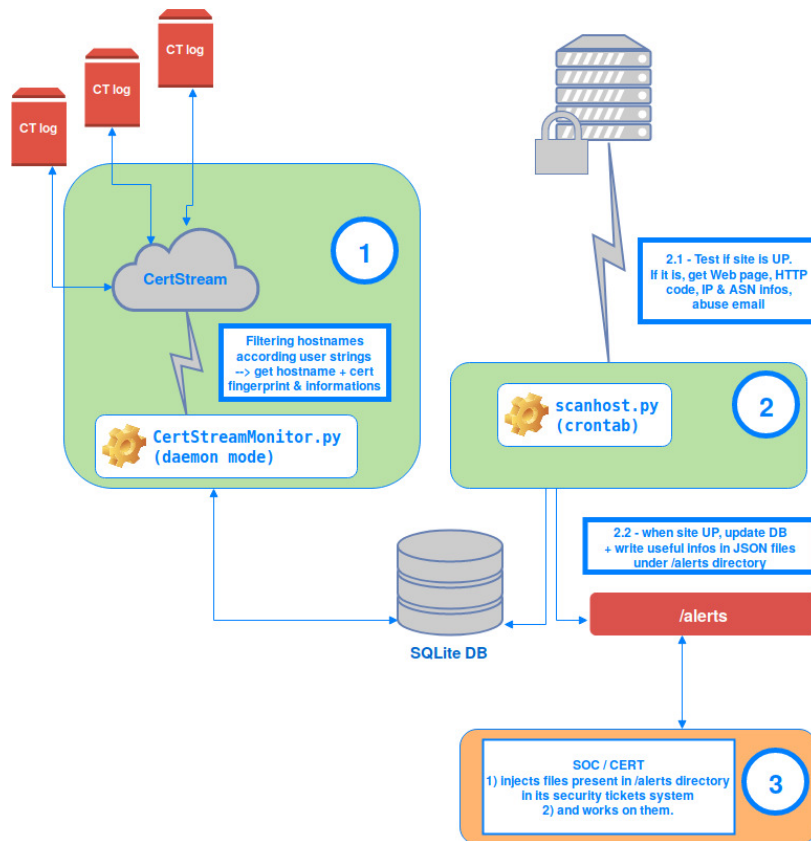 CT log
CT log
CT log
1
CertStream
Filtering hostnames
according user strings
--> get hostname + cert
fingerprint & informations
CertStreamMonitor.py
(daemon mode)
2.1 - Test if site is UP.
If it is, get Web page, HTTP
code, IP & ASN infos,
abuse email
scanhost.py
(crontab)
2
2.2 - when site UP, update DB
+ write useful infos in JSON files
under /alerts directory
SQLite DB
/alerts
SOC / CERT
1) injects files present in /alerts directory
in its security tickets system
2) and works on them.
3